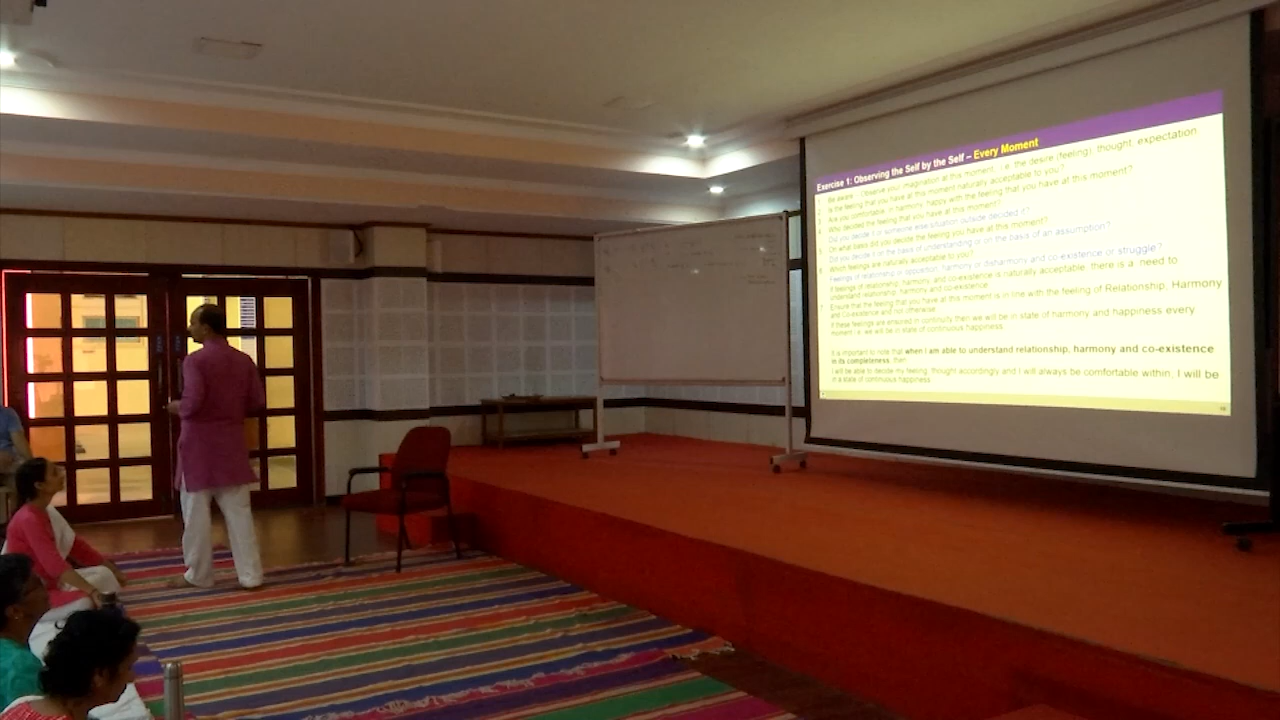 Exercise 1: Observing the Self by the Self – Every Moment
1. Be aware - Observe your imagination at this moment i.e. the desire (feeling), thought, expectation
2. Is the feeling that you have at this moment naturally acceptable to you?
3. Are you comfortable, in harmony, happy with the feeling that you have at this moment?
4. Who decided the feeling that you have at this moment?
Did you decide it or someone else/situation outside decided it?
5. On what basis did you decide the feeling you have at this moment?
Did you decide it on the basis of understanding or on the basis of an assumption?
6. Which feelings are naturally acceptable to you?
Feelings of relationship or opposition, harmony or disharmony and co-existence or struggle?
If feelings of relationship, harmony and co-existence is naturally acceptable, there is a need to
understand relationship, harmony and co-existence
Ensure that the feeling that you have at this moment is in line with the feeling of Relationship, Harmony
and Co-existence and not otherwise
If these feelings are ensured in continuity then we will be in state of harmony and happiness every
moment i.e. we will be in state of continuous happiness
It is important to note that when I am able to understand relationship, harmony and co-existence
in its completeness, then
I will be able to decide my feeling, thought accordingly and I will always be comfortable within, I will be
in a state of continuous happiness